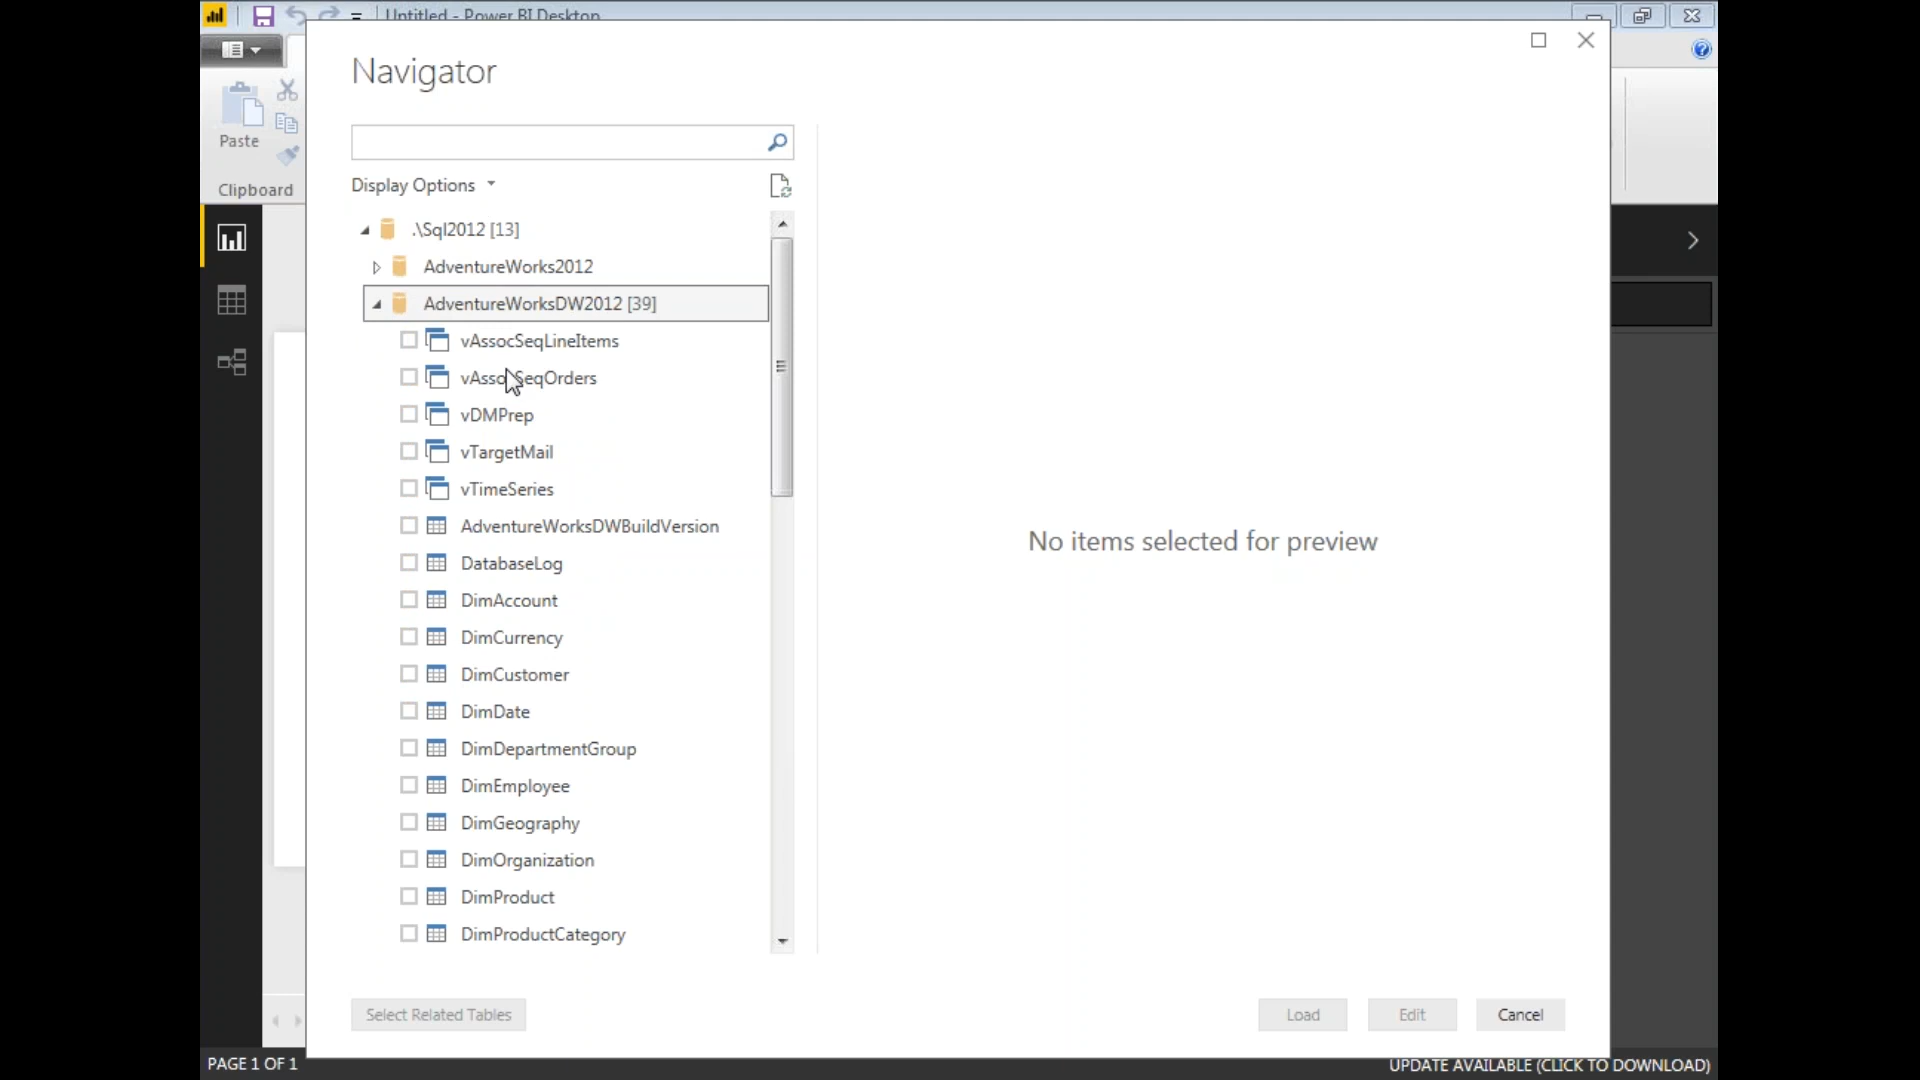 Untitled - Power BI Desktop
Navigator
Paste
Clipboard
Display Options
.\Sql2012 [13]
AdventureWorks2012
AdventureWorksDW2012 [39]
vAssocSeqLineItems
vAssocSeqOrders
vDMPrep
vTargetMail
vTimeSeries
AdventureWorksDWBuildVersion
DatabaseLog
DimAccount
DimCurrency
DimCustomer
DimDate
DimDepartmentGroup
DimEmployee
DimGeography
DimOrganization
DimProduct
DimProductCategory
No items selected for preview
Select Related Tables
Load
Edit
Cancel
PAGE 1 OF 1
UPDATE AVAILABLE (CLICK TO DOWNLOAD)